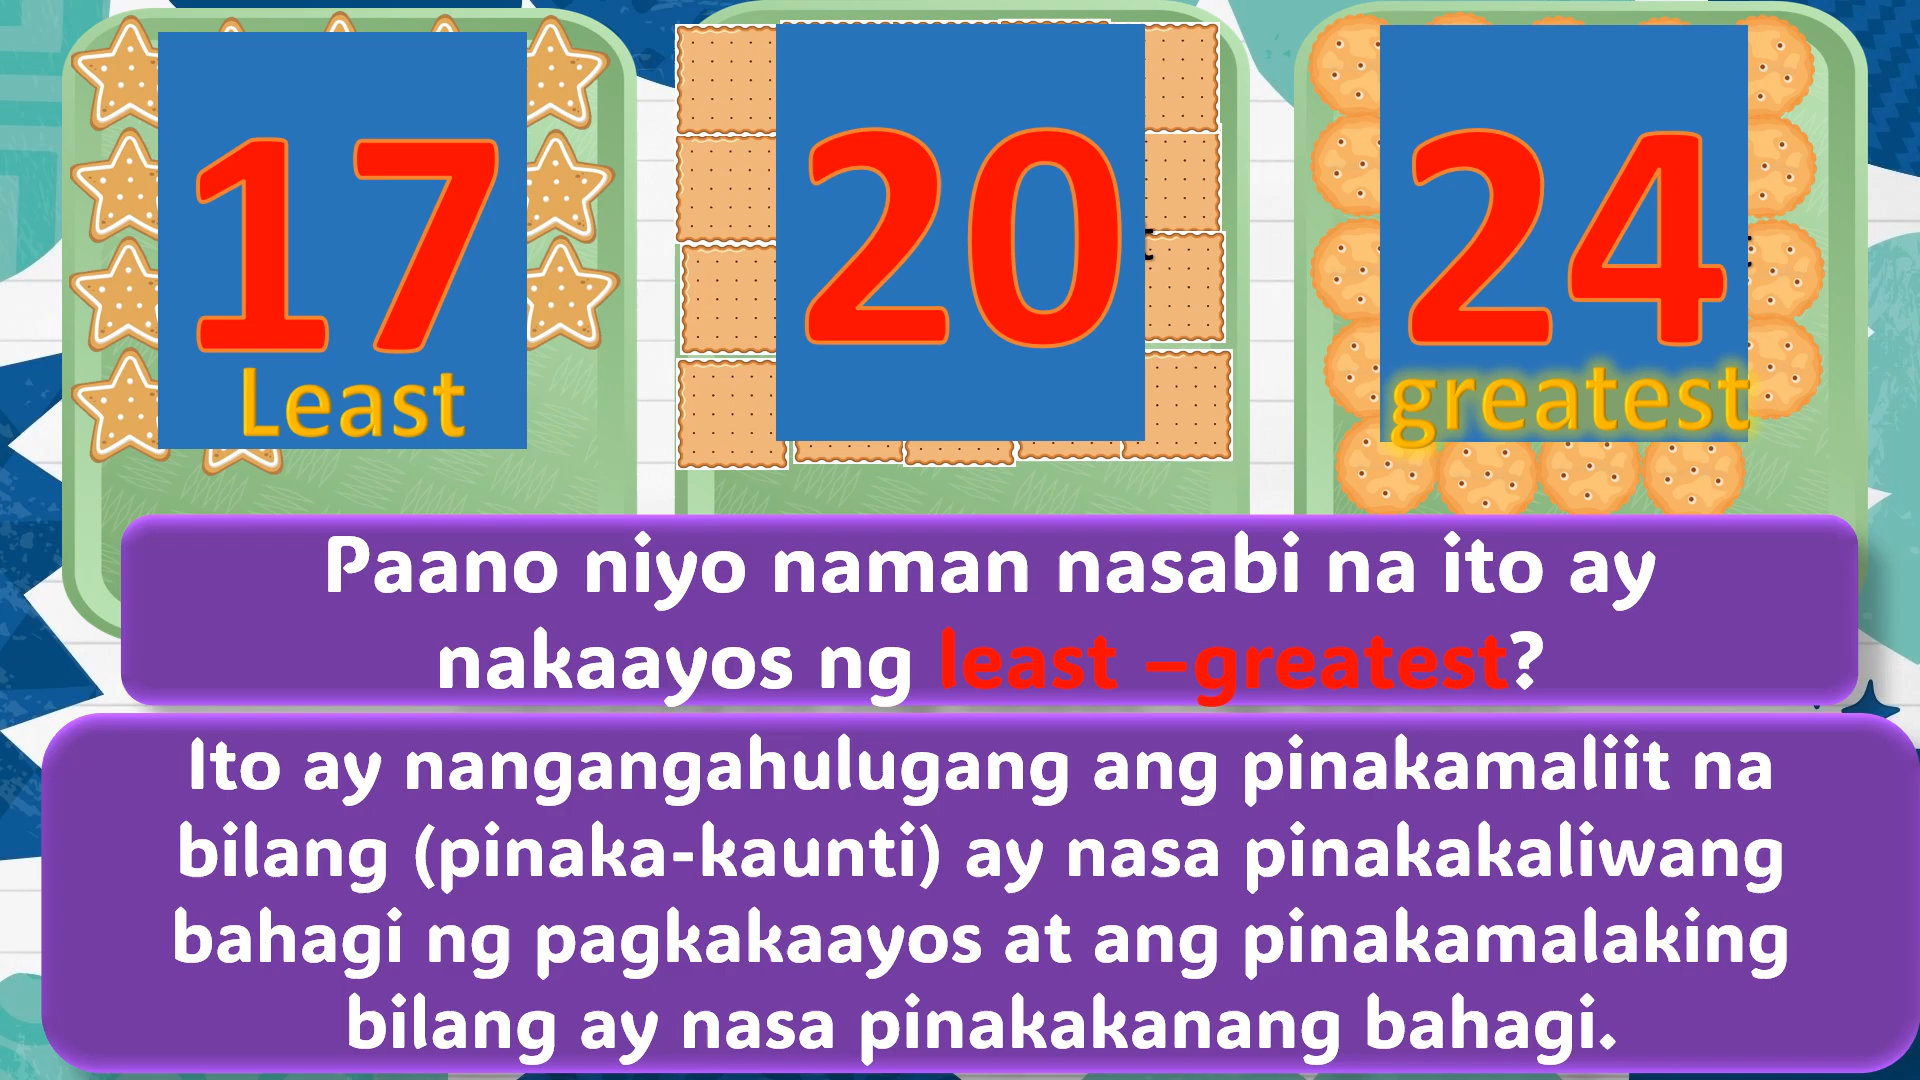 17
Least
20
24
greatest
Paano niyo naman nasabi na ito ay
nakaayos ng least –greatest?
Ito ay nangangahulugang ang pinakamaliit na
bilang (pinaka-kaunti) ay nasa pinakakaliwang
bahagi ng pagkakaayos at ang pinakamalaking
bilang ay nasa pinakakanang bahagi.